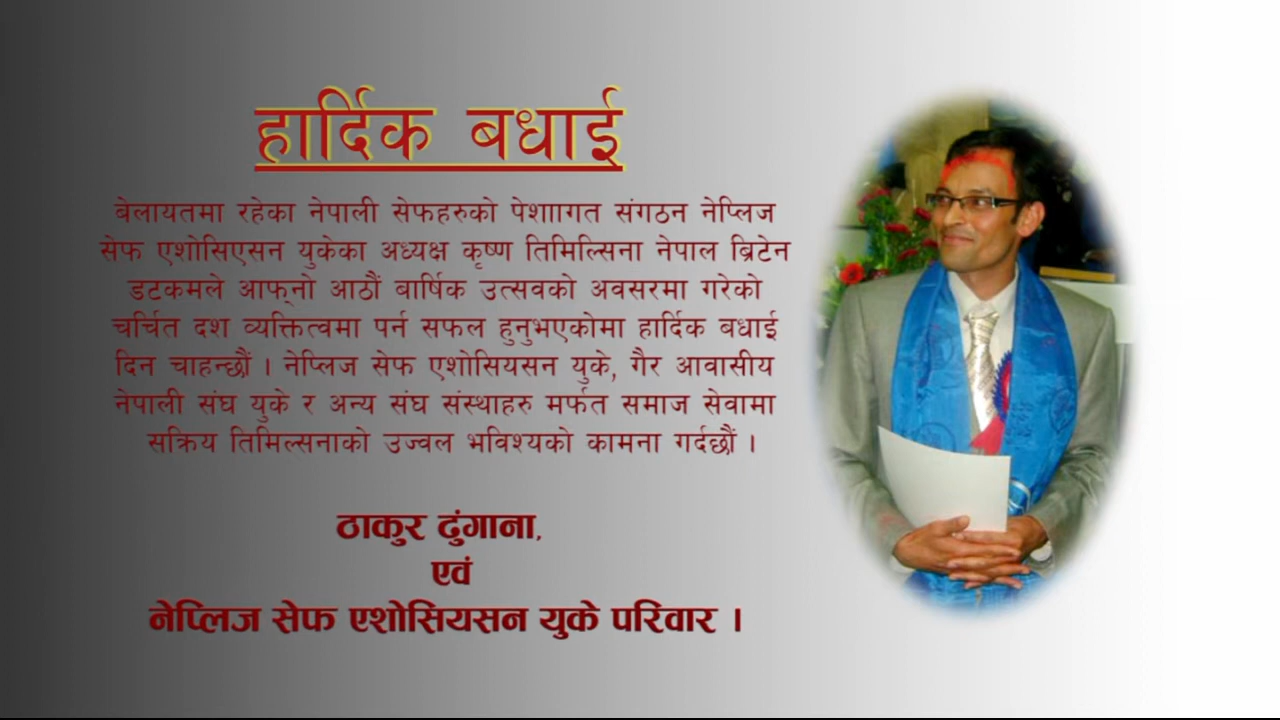 हार्दिक बधाई
बेलायतमा रहेका नेपाली सेफहरुको पेशाागत संगठन नेप्लिज
सेफ एशोसिएसन युकेका अध्यक्ष कृष्ण तिमिल्सिना नेपाल ब्रिटेन
डटकमले आफ्‌नो आठौं बार्षिक उत्सवको अवसरमा गरेको
चर्चित दश व्यक्तित्वमा पर्न सफल हुनुभएकोमा हार्दिक बधाई
दिन चाहन्छौं । नेप्लिज सेफ एशोसियसन युके, गैर आवासीय
नेपाली संघ युके र अन्य संघ संस्थाहरु मर्फत समाज सेवामा
सक्रिय तिमिल्सनाको उज्वल भविश्यको कामना गर्दछौं ।
ठाकुर ढुंगाना,
एवं
नेप्लिज सेफ एशोसियसन युके परिवार ।